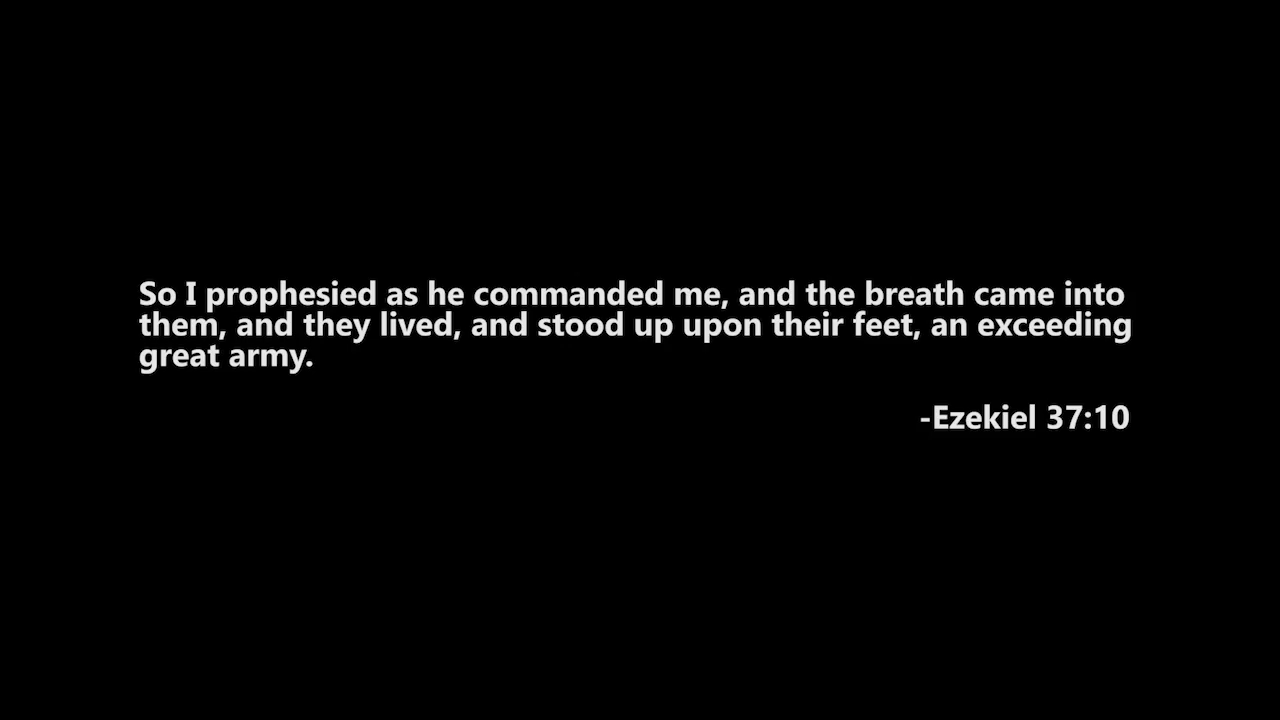 So I prophesied as he commanded me, and the breath came into
them, and they lived, and stood up upon their feet, an exceeding
great army.
-Ezekiel 37:10